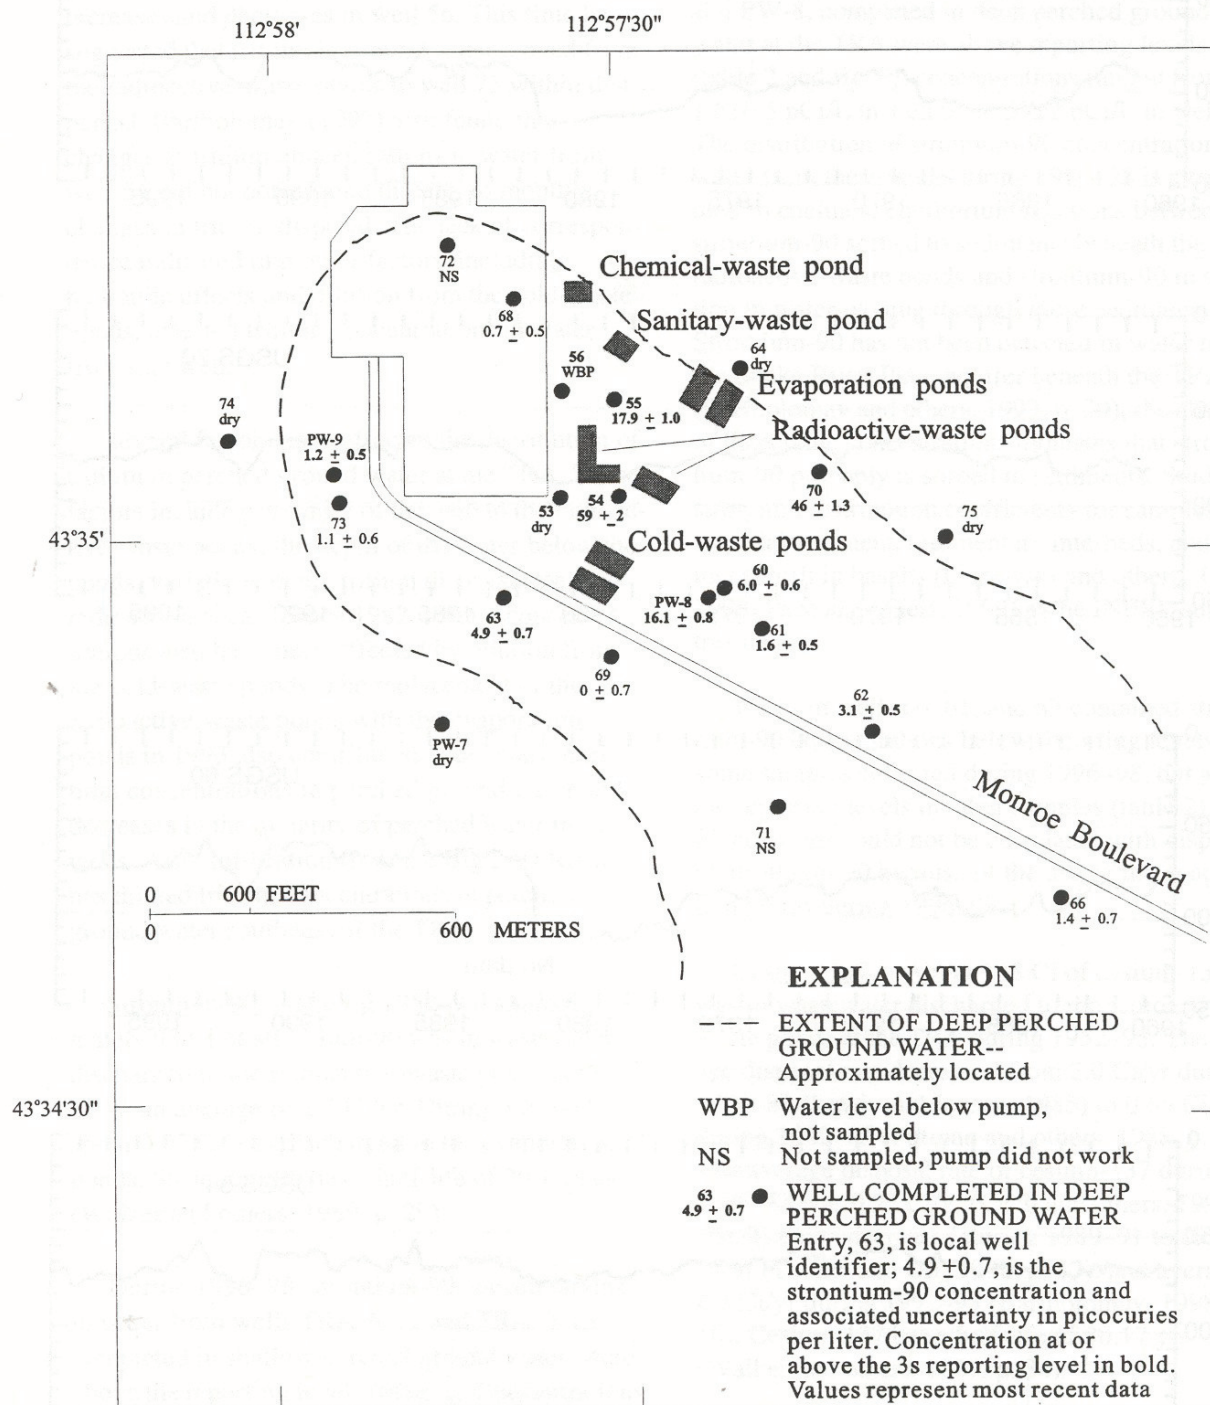 112°58'
112°57'30"
72
NS
Chemical-waste pond
68
0.7 + 0.5
Sanitary-waste pond
64
dry
56
WBP
Evaporation ponds
55
17.9 + 1.0
74
dry
Radioactive-waste ponds
PW-9
1.2 + 0.5
70
46 + 1.3
54
59 + 2
53
dry
75
dry
73
1.1 + 0.6
43°35'
Cold-waste ponds
60
6.0 + 0.6
PW-8
16.1 + 0.8
63
4.9 + 0.7
61
1.6 + 0.5
69
0 + 0.7
62
3.1 + 0.5
PW-7
dry
71
NS
Monroe Boulevard
0 600 FEET
0 600 METERS
66
1.4 + 0.7
EXPLANATION
EXTENT OF DEEP PERCHED
GROUND WATER--
Approximately located
43°34'30"
WBP Water level below pump,
not sampled
NS Not sampled, pump did not work
63
4.9 + 0.7
WELL COMPLETED IN DEEP
PERCHED GROUND WATER
Entry, 63, is local well
identifier; 4.9 ±0.7, is the
strontium-90 concentration and
associated uncertainty in picocuries
per liter. Concentration at or
above the 3s reporting level in bold.
Values represent most recent data